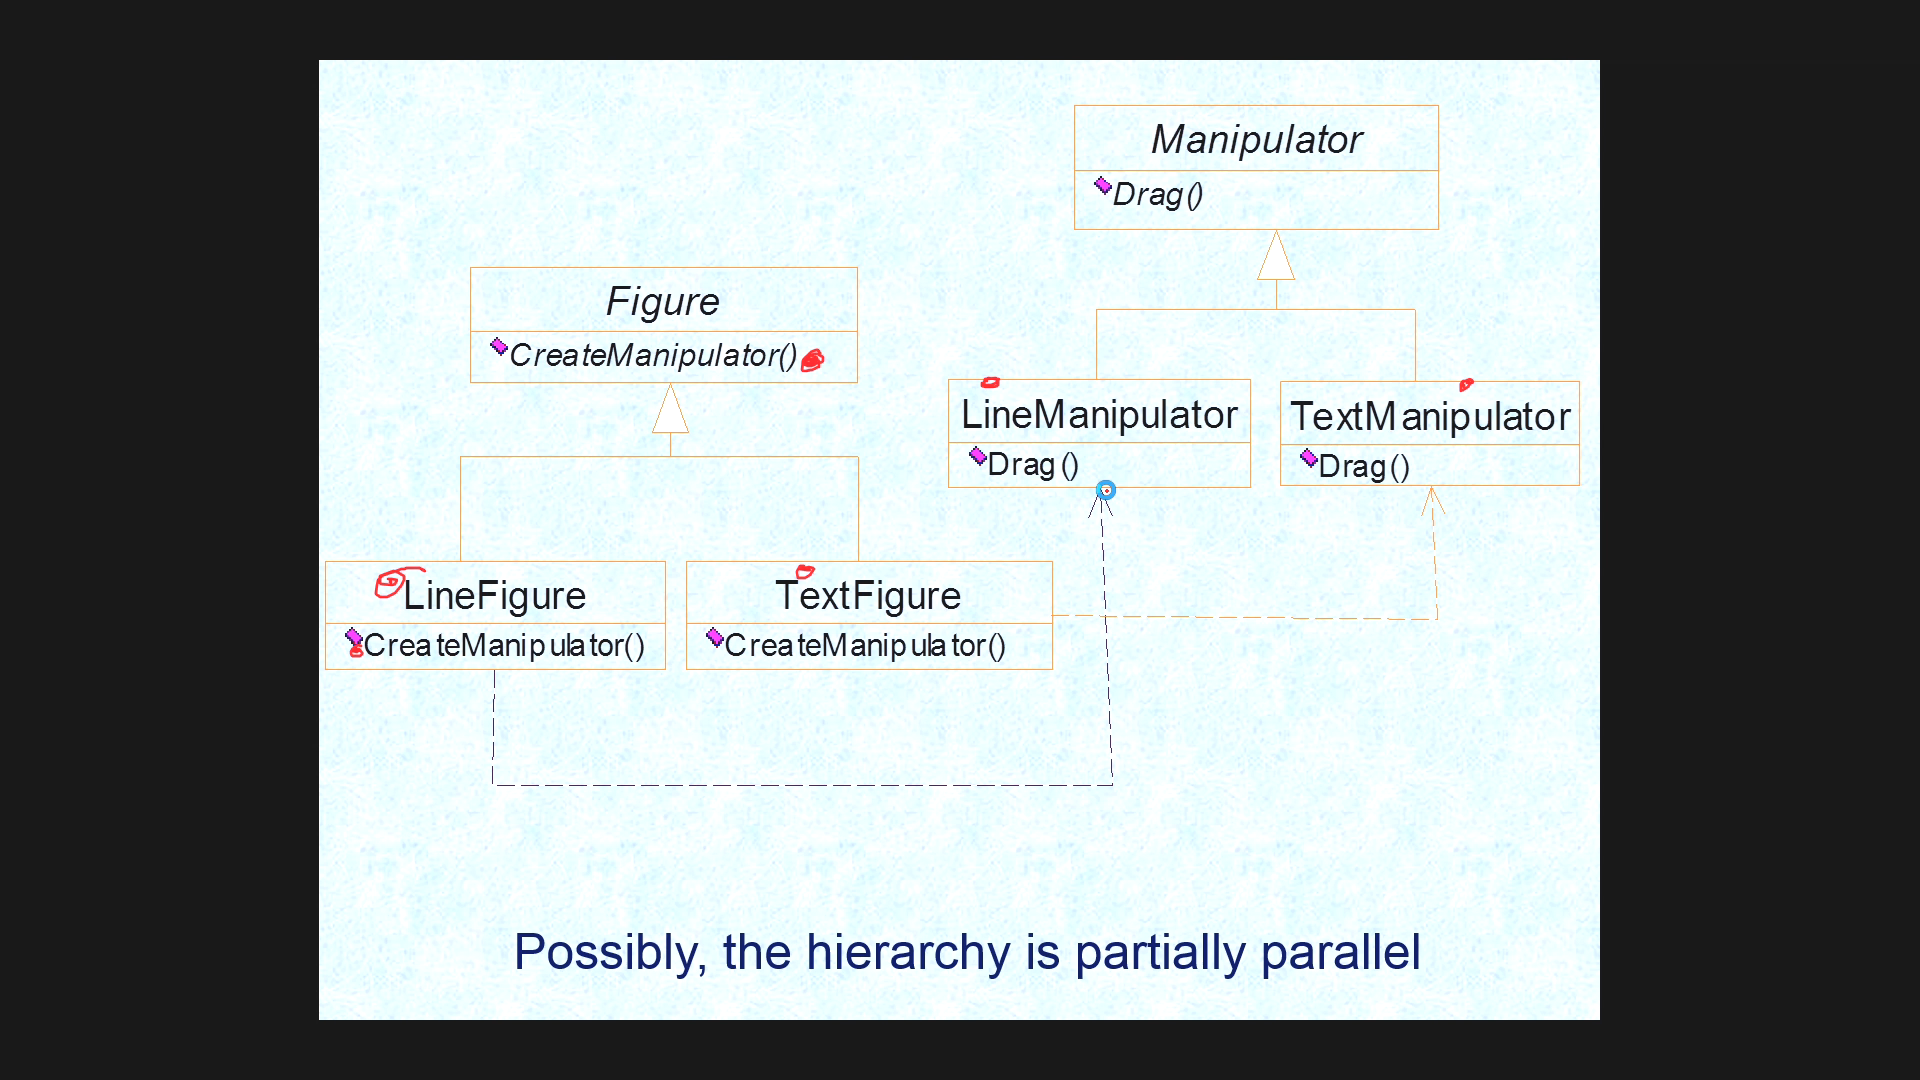 Manipulator
Drag()
Figure
CreateManipulator()
LineManipulator
Drag()
TextManipulator
Drag()
LineFigure
CreateManipulator()
TextFigure
CreateManipulator()
Possibly, the hierarchy is partially parallel